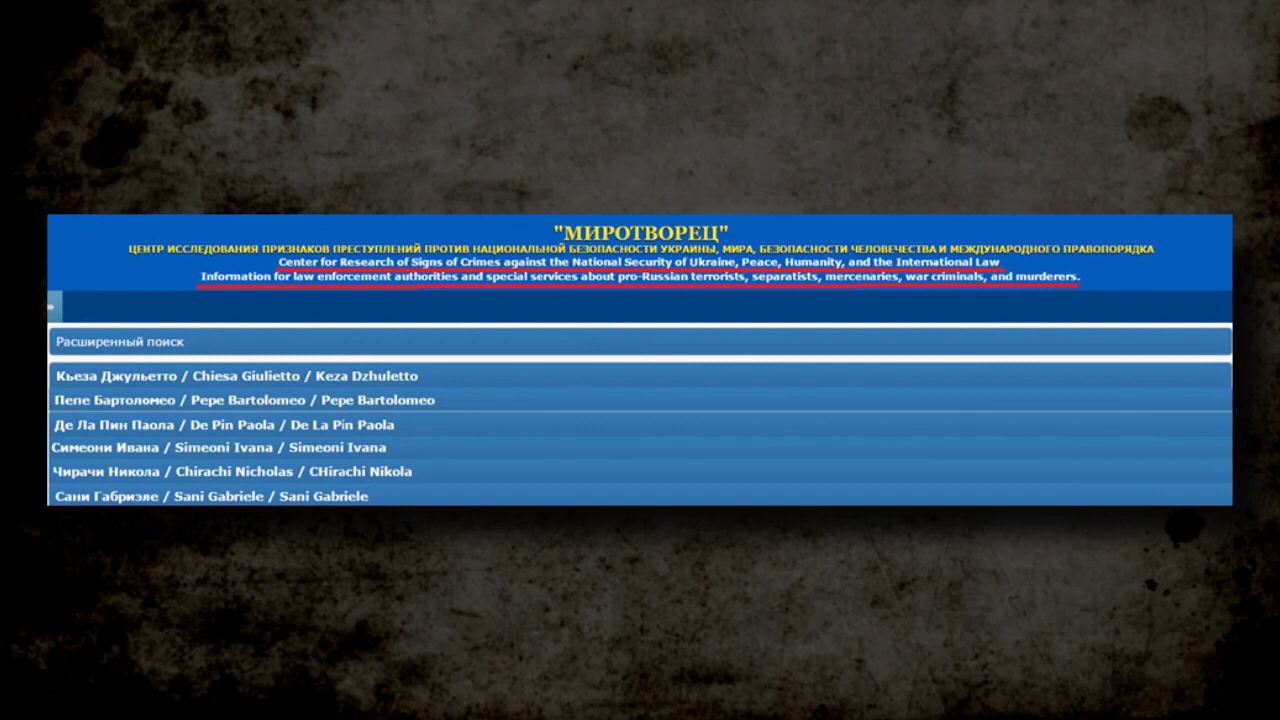 "МИРОТВОРЕЦ"
ЦЕНТР ИССЛЕДОВАНИЯ ПРИЗНАКОВ ПРЕСТУПЛЕНИЙ ПРОТИВ НАЦИОНАЛЬНОЙ БЕЗОПАСНОСТИ УКРАИНЫ, МИРА, БЕЗОПАСНОСТИ ЧЕЛОВЕЧЕСТВА И МЕЖДУНАРОДНОГО ПРАВОПОРЯДКА
Center for Research of Signs of Crimes against the National Security of Ukraine, Peace, Humanity, and the International Law
Information for law enforcement authorities and special services about pro-Russian terrorists, separatists, mercenaries, war criminals, and murderers.
»
Расширенный поиск
Кьеза Джульетто / Chiesa Giulietto / Keza Dzhuletto
Пепе Бартоломео / Pepe Bartolomeo / Pepe Bartolomeo
Де Ла Пин Паола / De Pin Paola / De La Pin Paola
Симеони Ивана / Simeoni Ivana / Simeoni Ivana
Чирачи Никола / Chirachi Nicholas / CHirachi Nikola
Сани Габриэле / Sani Gabriele / Sani Gabriele